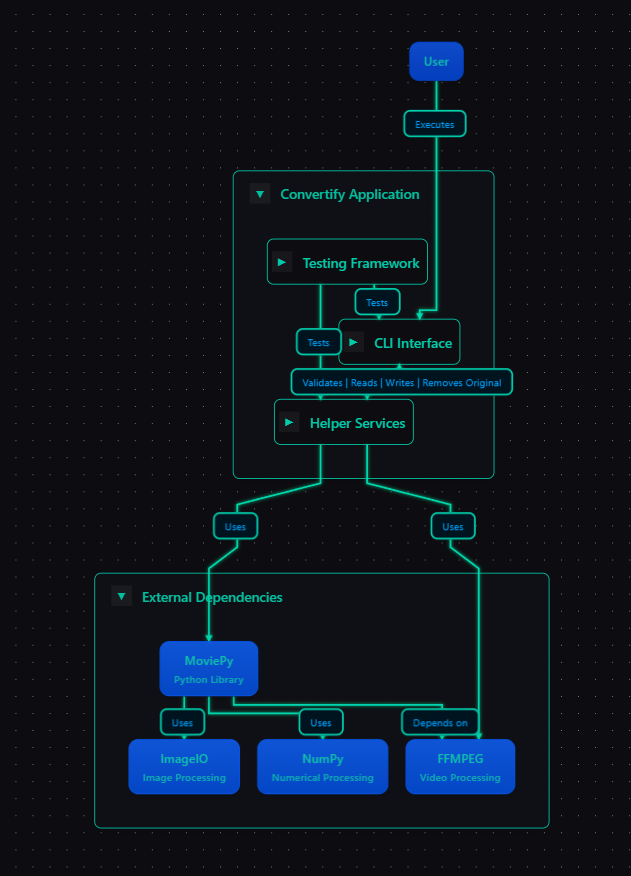 User
Executes
Convertify Application
Testing Framework
Tests
Tests
CLI Interface
Validates | Reads | Writes | Removes Original
Helper Services
Uses
Uses
External Dependencies
MoviePy
Python Library
Uses
Uses
Depends on
ImageIO
Image Processing
NumPy
Numerical Processing
FFMPEG
Video Processing